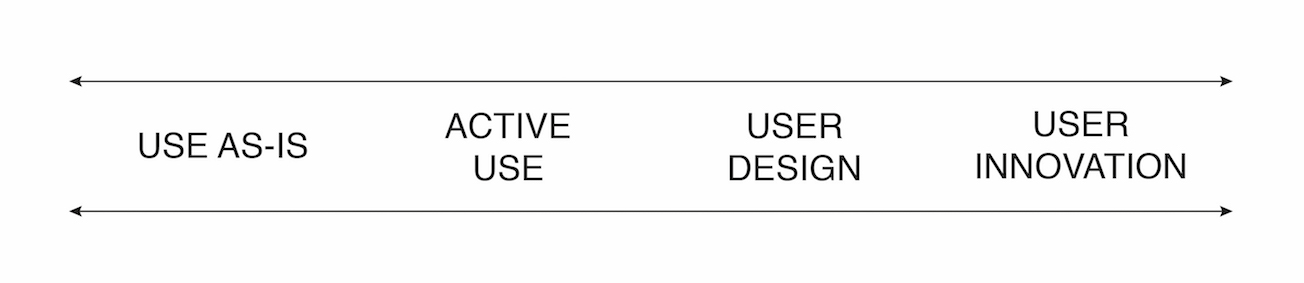 USE AS-IS
ACTIVE
USE
USER
DESIGN
USER
INNOVATION